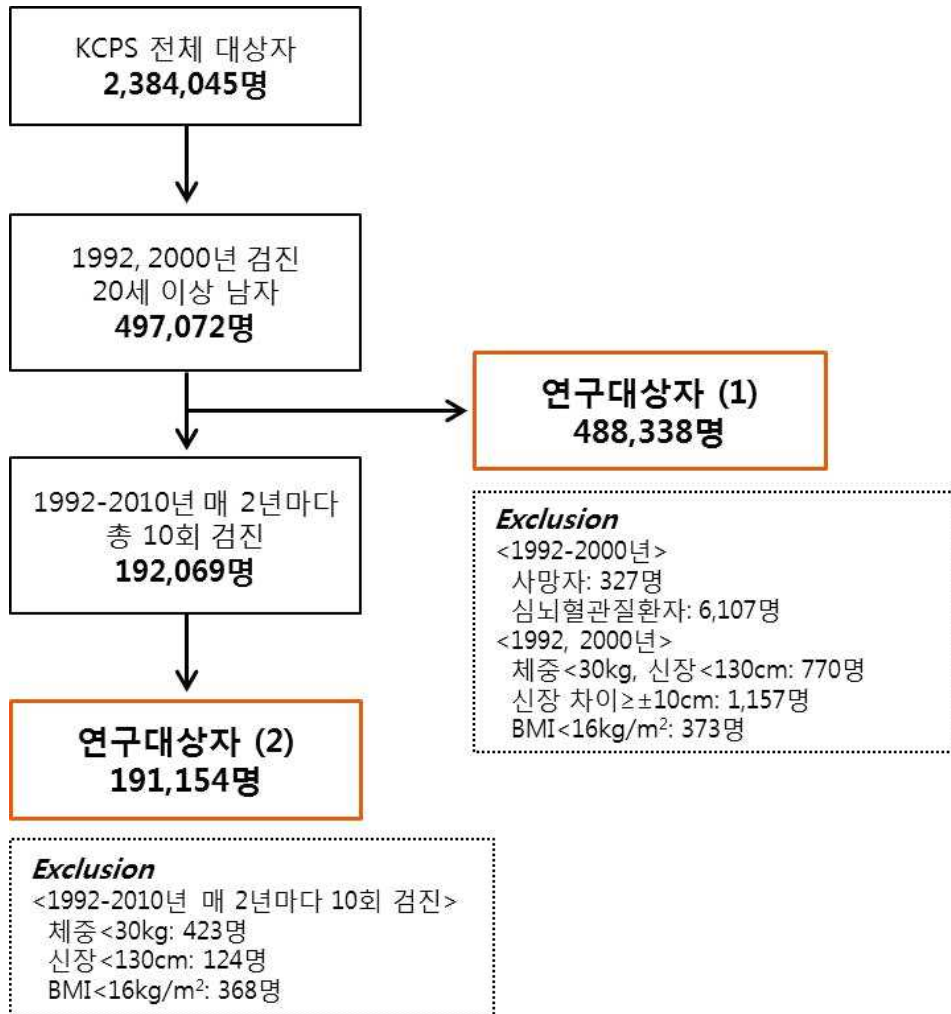 KCPS 전체 대상자
2,384,045명
1992, 2000년 검진
20세 이상 남자
497,072명
연구대상자 (1)
488,338명
1992-2010년 매 2년마다
총 10회 검진
192,069명
Exclusion
<1992-2000년>
사망자: 327명
심뇌혈관질환자: 6,107명
<1992, 2000년>
체중<30kg, 신장<130cm: 770명
신장 차이≥±10cm: 1,157명
BMI<16kg/m²: 373명
연구대상자 (2)
191,154명
Exclusion
<1992-2010년 매 2년마다 10회 검진>
체중<30kg: 423명
신장<130cm: 124명
BMI<16kg/m²: 368명